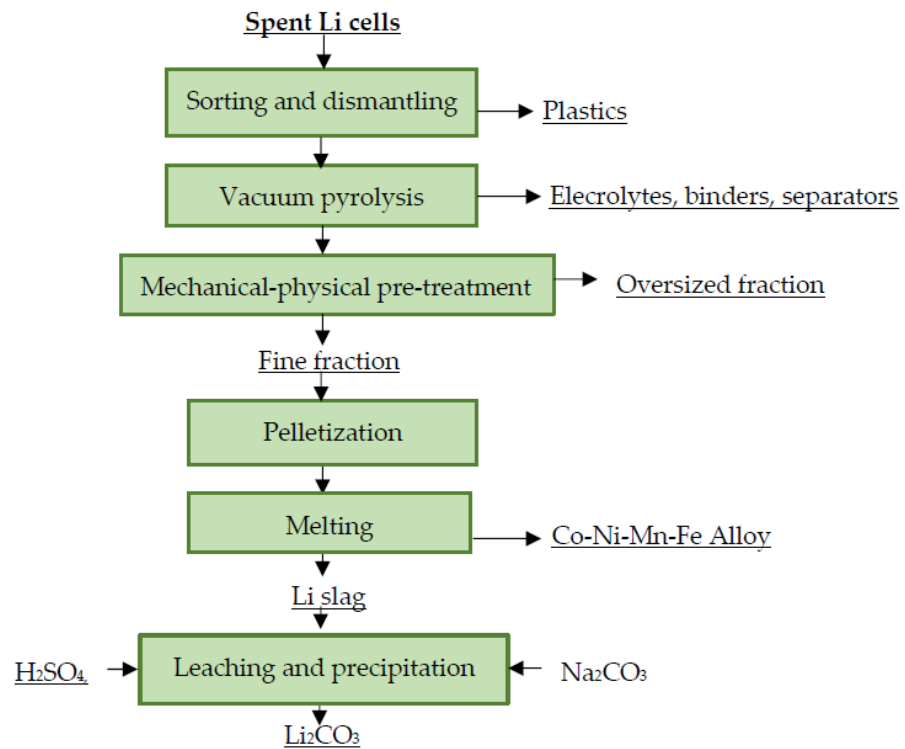 Spent Li cells
Sorting and dismantling
Plastics
Vacuum pyrolysis
Elecrolytes, binders, separators
Mechanical-physical pre-treatment
Oversized fraction
Fine fraction
Pelletization
Melting
Co-Ni-Mn-Fe Alloy
Li slag
H₂SO₄,
Leaching and precipitation
Na₂CO₃
Li₂CO₃